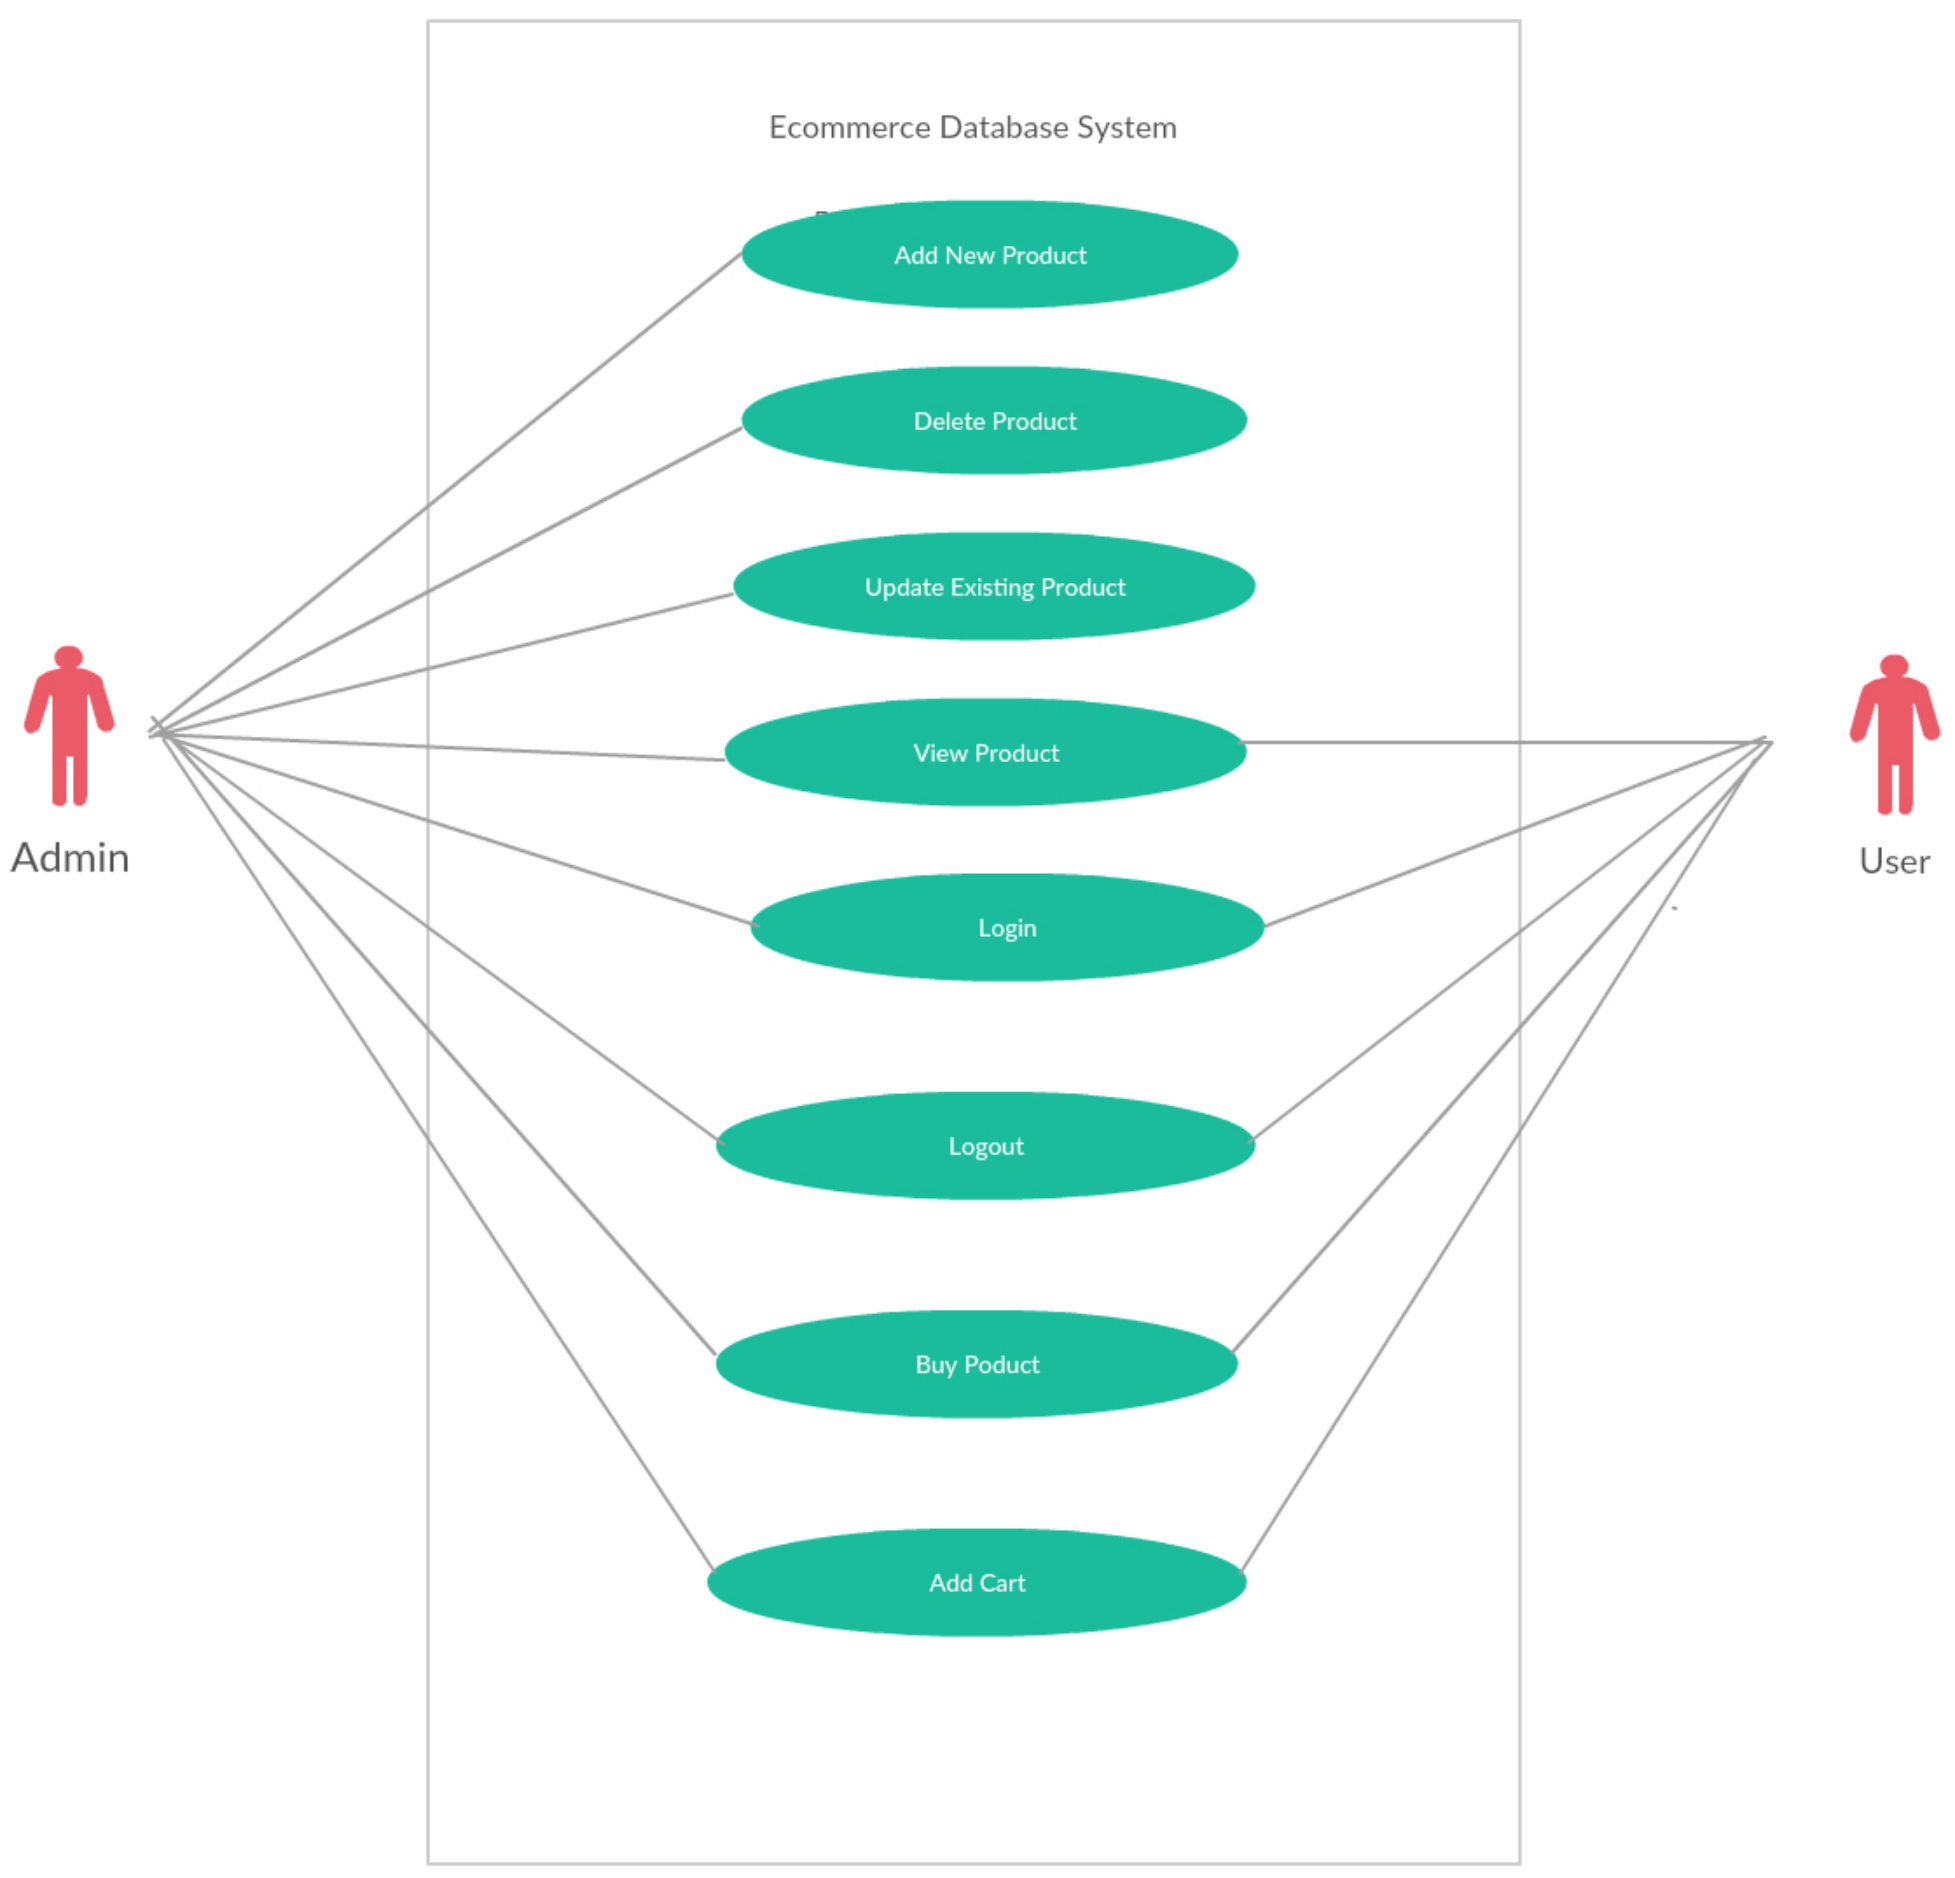 Ecommerce Database System
Add New Product
Delete Product
Update Existing Product
View Product
Login
Logout
Buy Poduct
Add Cart
Admin
User